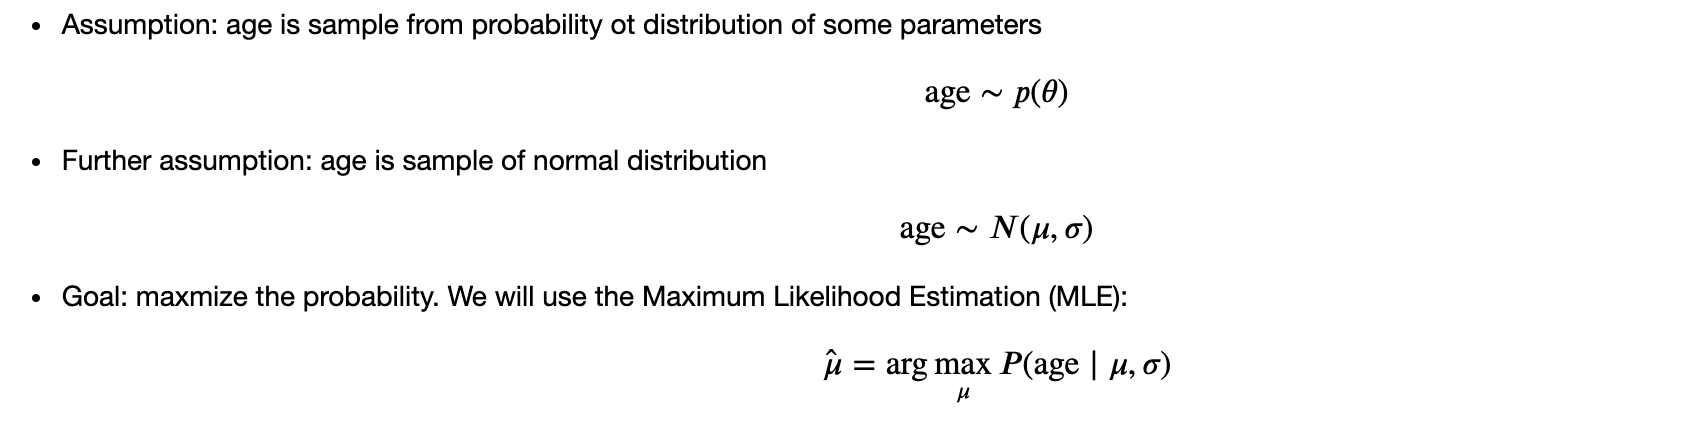 • Assumption: age is sample from probability ot distribution of some parameters
age ∼ p(θ)
• Further assumption: age is sample of normal distribution
age ∼ N(μ, σ)
• Goal: maxmize the probability. We will use the Maximum Likelihood Estimation (MLE):
μ̂ = arg max P(age | μ, σ)
μ